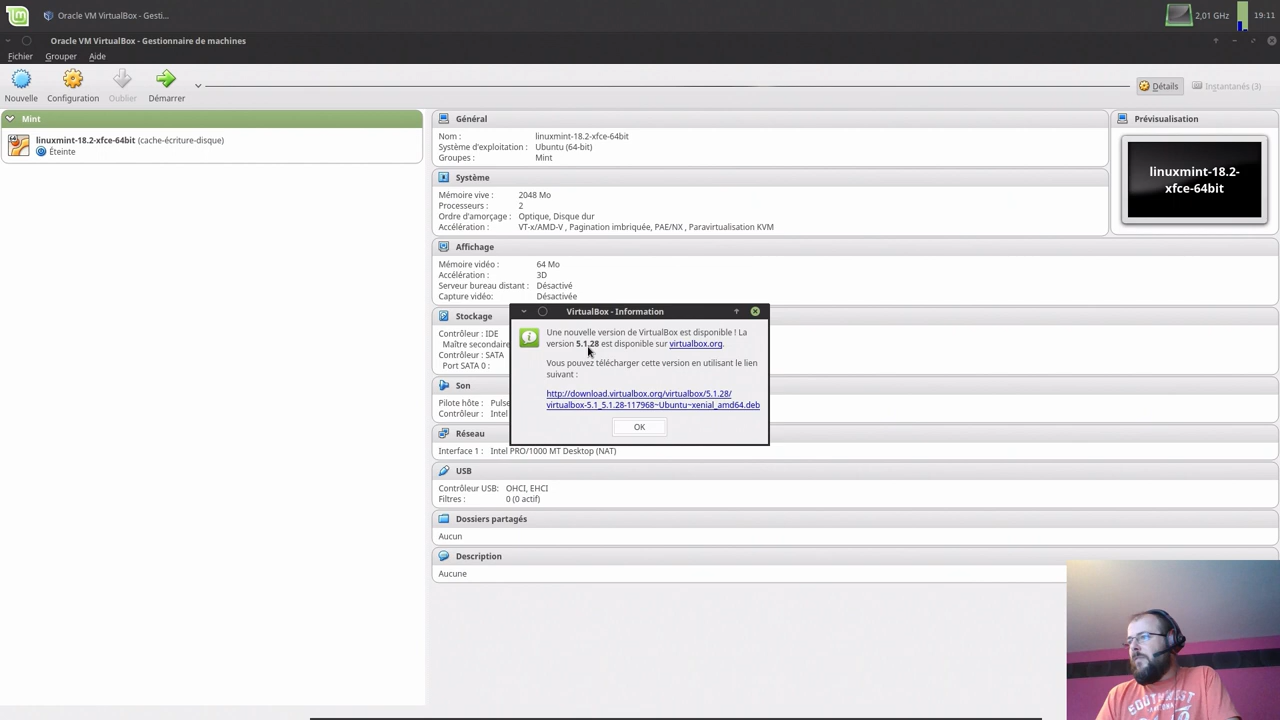 Oracle VM VirtualBox - Gesti...
2,01 GHz
19:11
Oracle VM VirtualBox - Gestionnaire de machines
Fichier Grouper Aide
Nouvelle Configuration Oublier Démarrer
Détails Instantanés (3)
Mint
linuxmint-18.2-xfce-64bit (cache-écriture-disque)
Éteinte
Général
Nom : linuxmint-18.2-xfce-64bit
Système d'exploitation : Ubuntu (64-bit)
Groupes : Mint
Système
Mémoire vive : 2048 Mo
Processeurs : 2
Ordre d'amorçage : Optique, Disque dur
Accélération : VT-x/AMD-V , Pagination imbriquée, PAE/NX , Paravirtualisation KVM
Affichage
Mémoire vidéo : 64 Mo
Accélération : 3D
Serveur bureau distant : Désactivé
Capture vidéo: Désactivée
Stockage
Contrôleur : IDE
Maître secondaire
Contrôleur : SATA
Port SATA 0 :
Son
Pilote hôte : Pulse
Contrôleur : Intel
Réseau
Interface 1 : Intel PRO/1000 MT Desktop (NAT)
USB
Contrôleur USB: OHCI, EHCI
Filtres : 0 (0 actif)
Dossiers partagés
Aucun
Description
Aucune
Prévisualisation
linuxmint-18.2-
xfce-64bit
VirtualBox - Information
Une nouvelle version de VirtualBox est disponible ! La
version 5.1.28 est disponible sur virtualbox.org.
Vous pouvez télécharger cette version en utilisant le lien
suivant :
http://download.virtualbox.org/virtualbox/5.1.28/
virtualbox-5.1_5.1.28-117968~Ubuntu~xenial_amd64.deb
OK